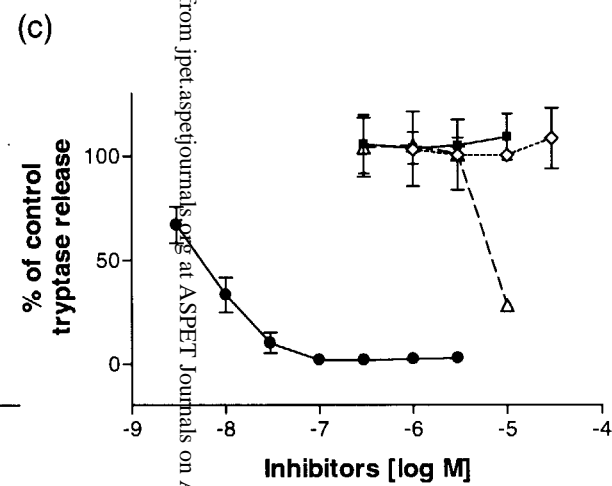 (c)
from jpet.aspetjournals.org at ASPET Journals on
% of control
tryptase release
100
50
0
-9
-8
-7
-6
-5
-4
Inhibitors [log M]